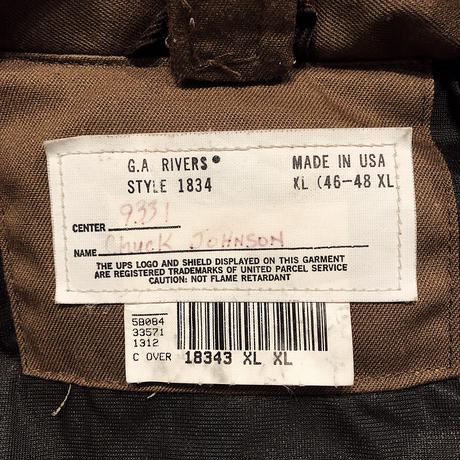 G.A. RIVERS®
MADE IN USA
STYLE 1834
XL (46-48 XL
CENTER 9331
NAME Chuck JOHNSON
THE UPS LOGO AND SHIELD DISPLAYED ON THIS GARMENT
ARE REGISTERED TRADEMARKS OF UNITED PARCEL SERVICE
CAUTION: NOT FLAME RETARDANT
58084
33571
1312
C OVER 18343 XL XL